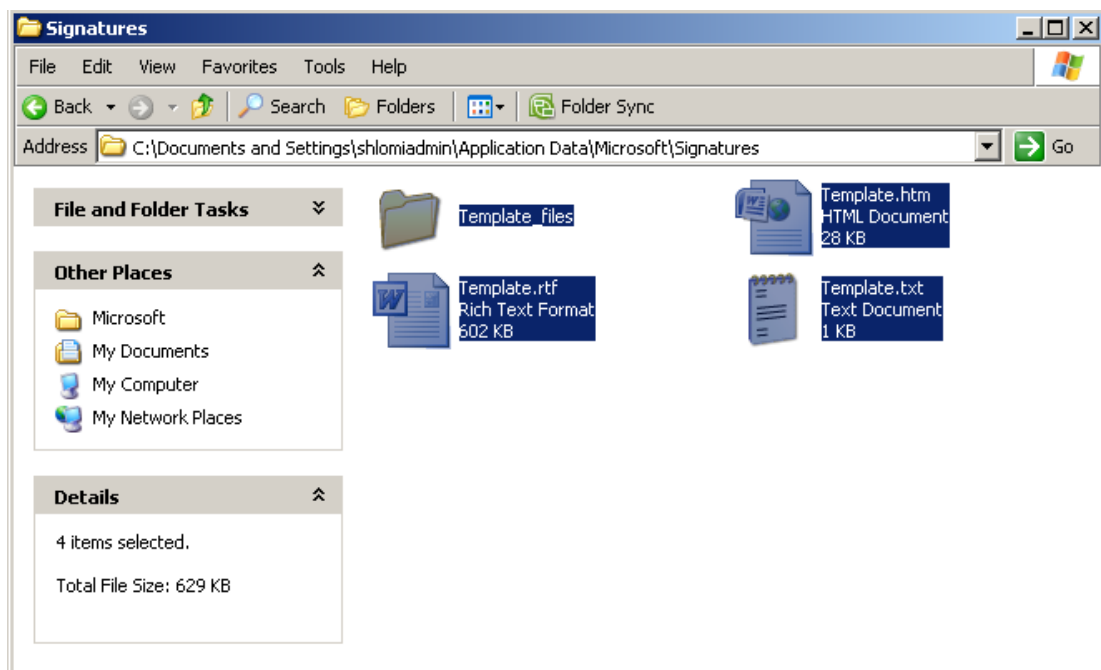 Signatures
File Edit View Favorites Tools Help
Back Search Folders Folder Sync
Address C:\Documents and Settings\shlomiadmin\Application Data\Microsoft\Signatures Go
File and Folder Tasks
Other Places
Microsoft
My Documents
My Computer
My Network Places
Details
4 items selected.
Total File Size: 629 KB
Template_files
Template.htm
HTML Document
28 KB
Template.rtf
Rich Text Format
602 KB
Template.txt
Text Document
1 KB